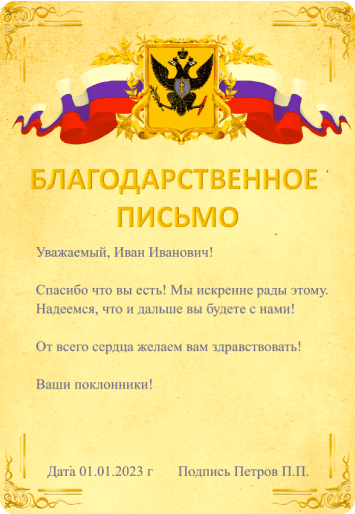 БЛАГОДАРСТВЕННОЕ
ПИСЬМО
Уважаемый, Иван Иванович!
Спасибо что вы есть! Мы искренне рады этому.
Надеемся, что и дальше вы будете с нами!
От всего сердца желаем вам здравствовать!
Ваши поклонники!
Дата 01.01.2023 г Подпись Петров П.П.